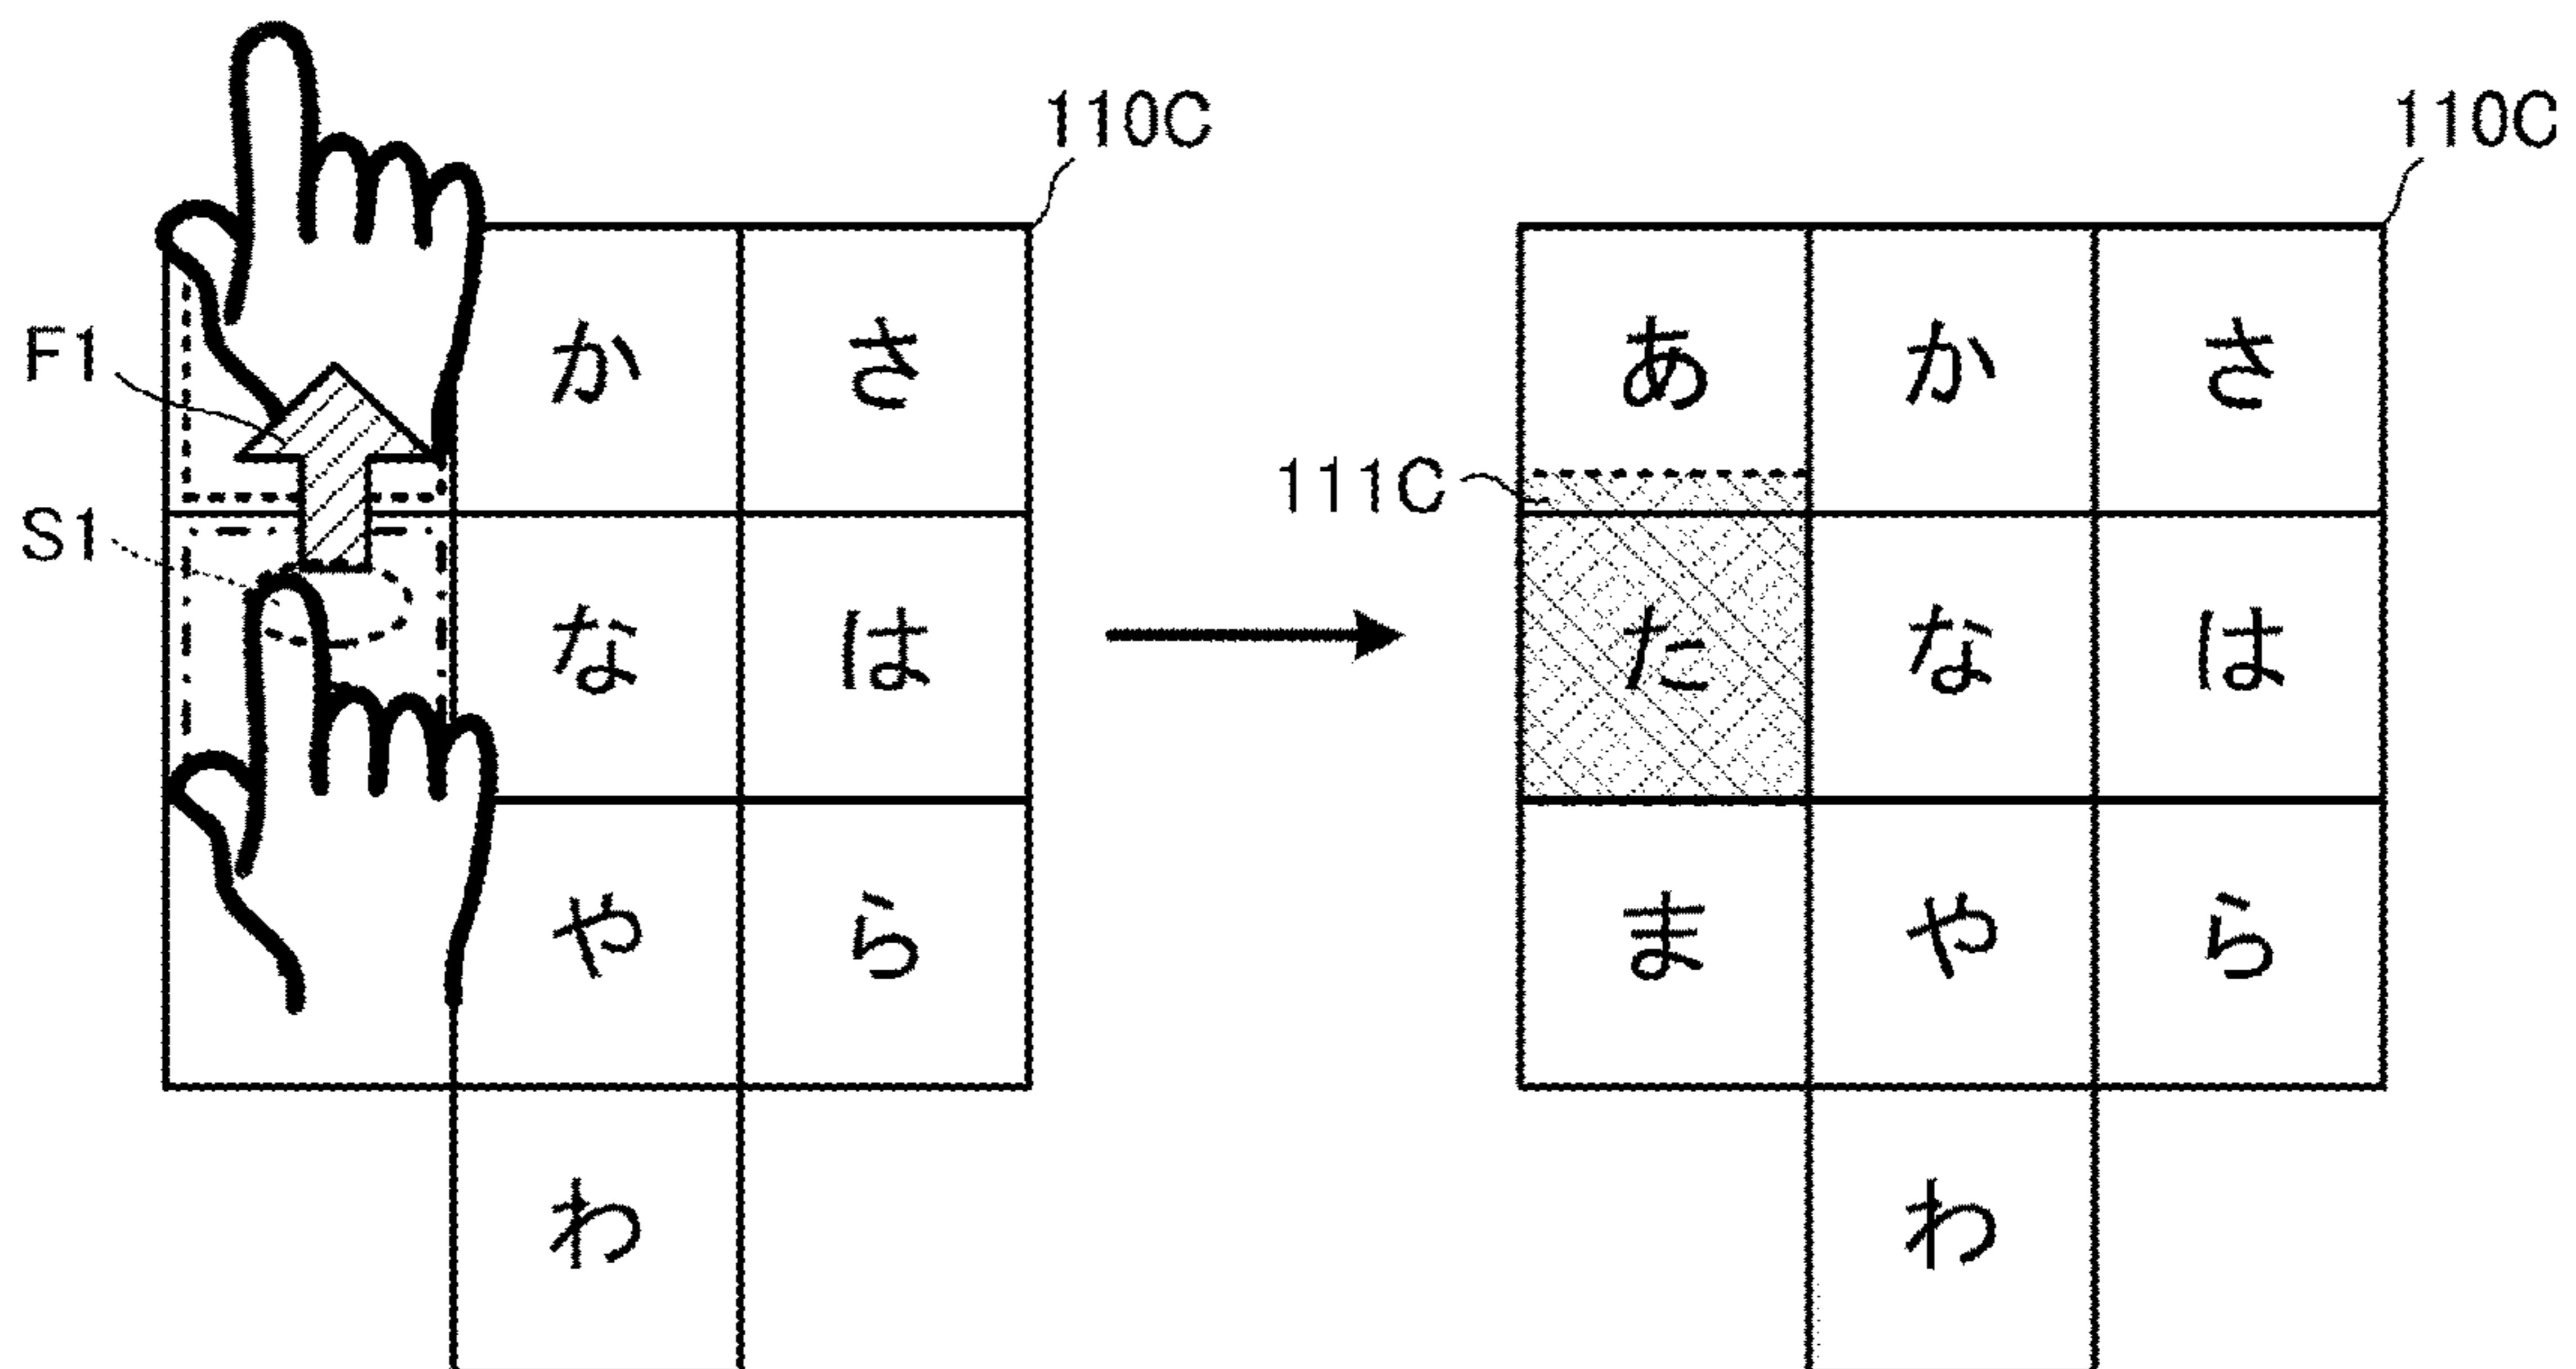 110C 110C
F1 か さ あ か さ
111C
S1 な は た な は
や ら ま や ら
わ わ